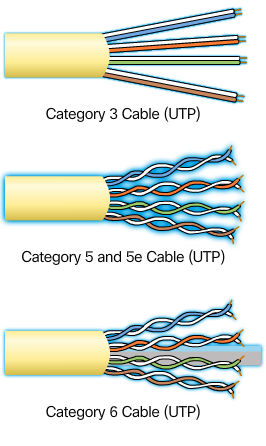 Category 3 Cable (UTP)
Category 5 and 5e Cable (UTP)
Category 6 Cable (UTP)